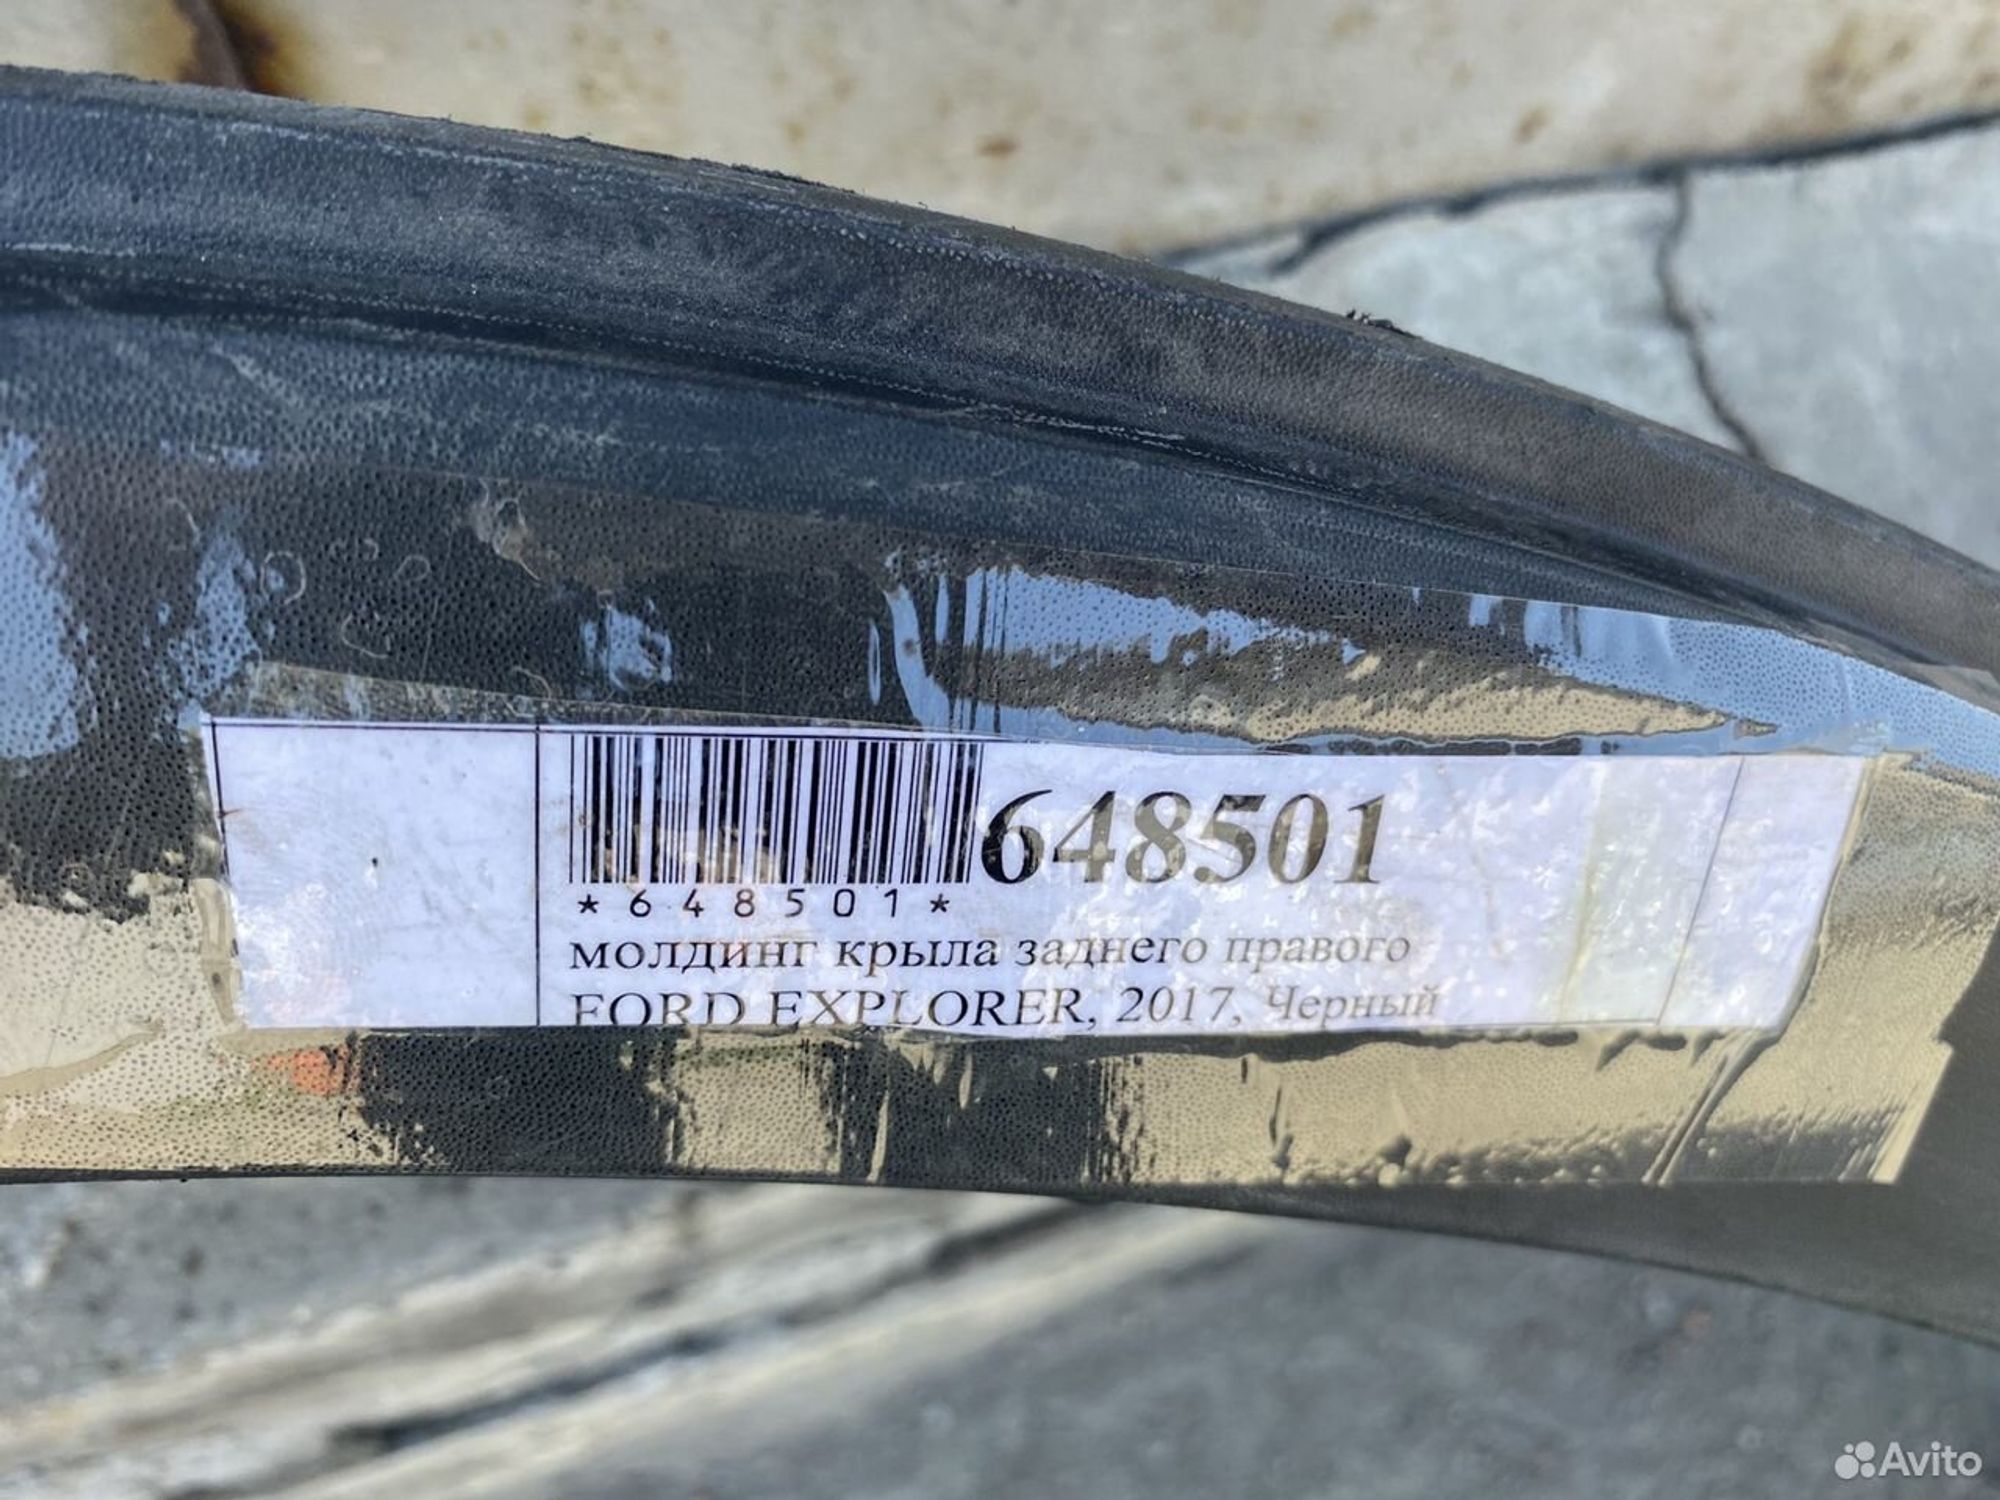 648501
*648501*
молдинг крыла заднего правого
FORD EXPLORER, 2017, Черный
Avito